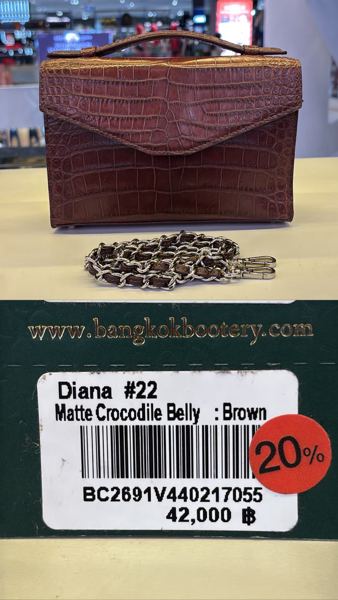 www.bangkokbootery.com
Diana #22
Matte Crocodile Belly : Brown
20%
BC2691V440217055
42,000 ฿